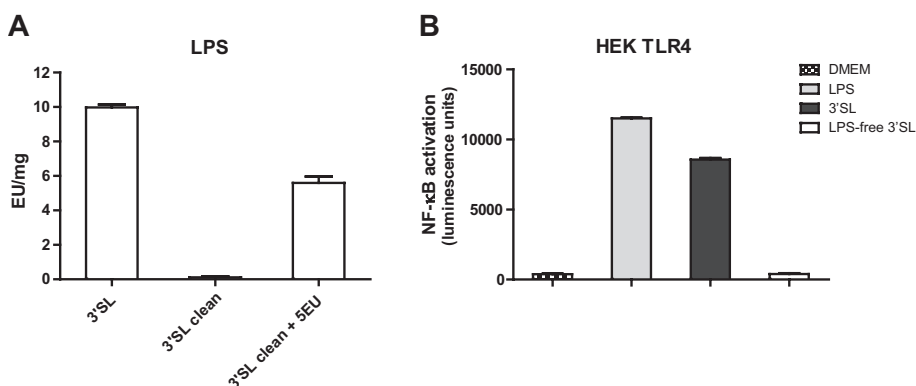 A
LPS
EU/mg
12
10
8
6
4
2
0
3'SL
3'SL clean
3'SL clean + 5EU
B
HEK TLR4
NF-κB activation
(luminescence units)
15000
10000
5000
0
DMEM
LPS
3'SL
LPS-free 3'SL